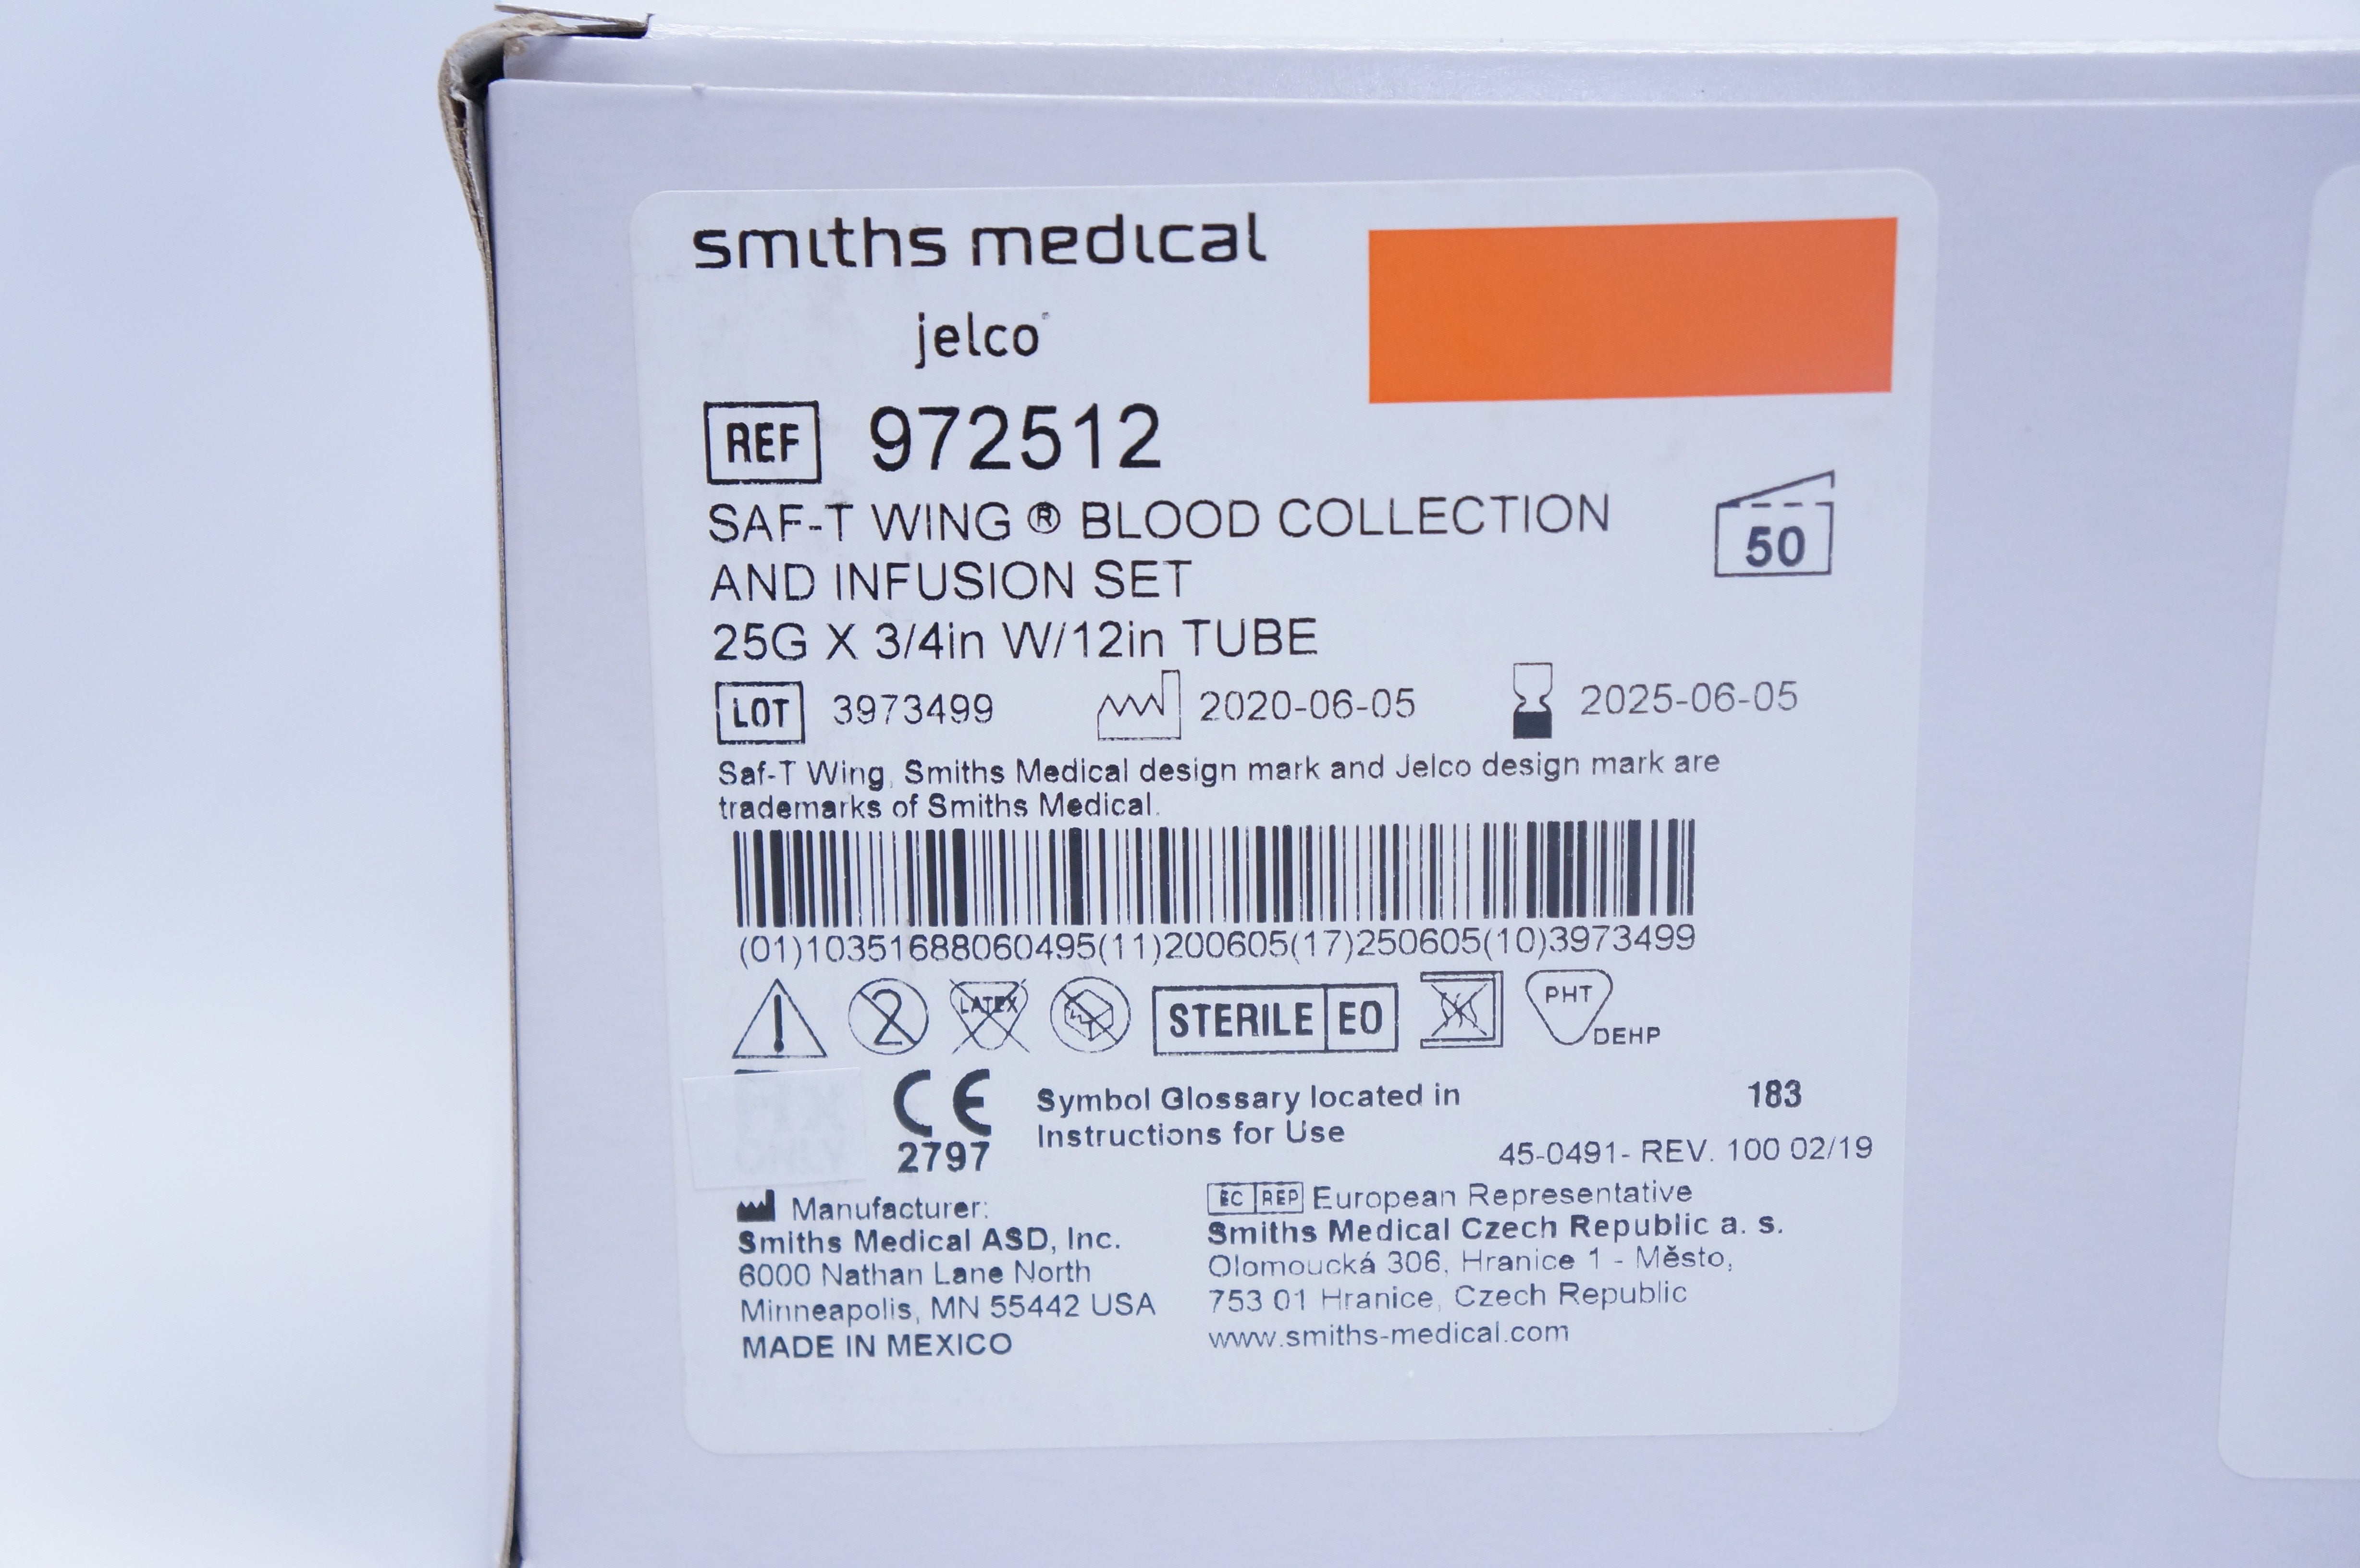 smiths medical
jelco
REF 972512
SAF-T WING ® BLOOD COLLECTION
AND INFUSION SET
50
25G X 3/4in W/12in TUBE
LOT 3973499 2020-06-05 2025-06-05
Saf-T Wing, Smiths Medical design mark and Jelco design mark are
trademarks of Smiths Medical.
(01)10351688060495(11)200605(17)250605(10)3973499
2 LATEX STERILE EO PHT DEHP
ONLY
CE 2797
Symbol Glossary located in
Instructions for Use
183
45-0491- REV. 100 02/19
Manufacturer:
Smiths Medical ASD, Inc.
6000 Nathan Lane North
Minneapolis, MN 55442 USA
MADE IN MEXICO
EC REP European Representative
Smiths Medical Czech Republic a. s.
Olomoucká 306, Hranice 1 - Město,
753 01 Hranice, Czech Republic
www.smiths-medical.com